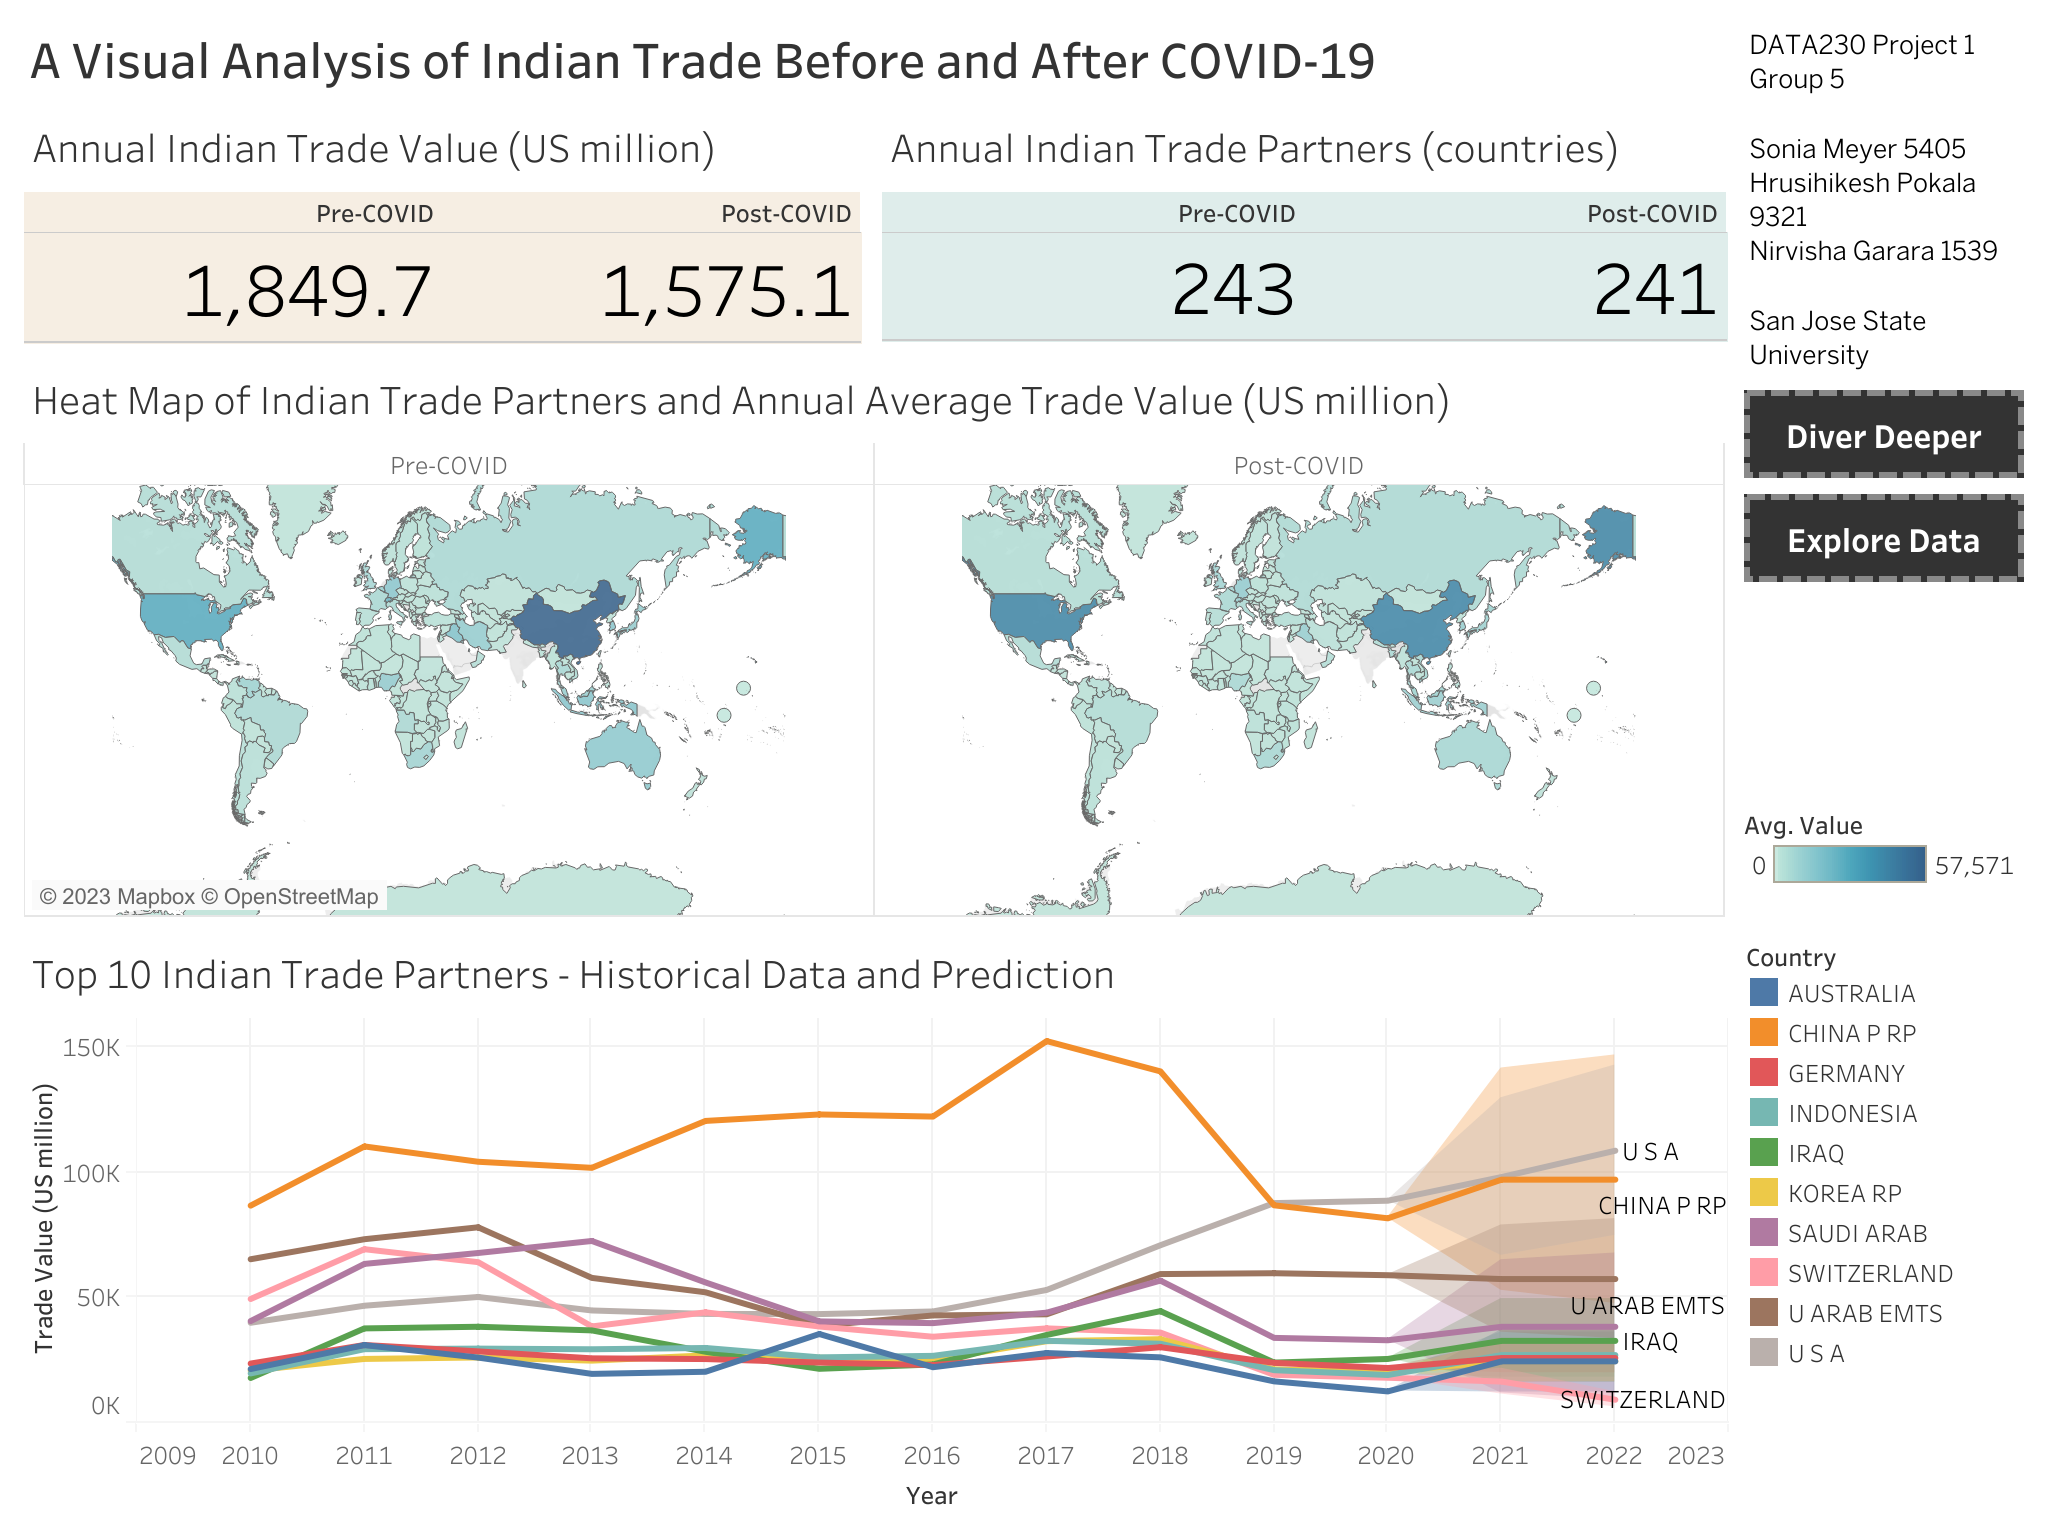 A Visual Analysis of Indian Trade Before and After COVID-19
DATA230 Project 1
Group 5
Sonia Meyer 5405
Hrusihikesh Pokala
9321
Nirvisha Garara 1539
San Jose State
University
Annual Indian Trade Value (US million)
Pre-COVID Post-COVID
1,849.7 1,575.1
Annual Indian Trade Partners (countries)
Pre-COVID Post-COVID
243 241
Diver Deeper
Explore Data
Heat Map of Indian Trade Partners and Annual Average Trade Value (US million)
Pre-COVID Post-COVID
© 2023 Mapbox © OpenStreetMap
Avg. Value
0 57,571
Top 10 Indian Trade Partners - Historical Data and Prediction
Trade Value (US million)
150K
100K
50K
0K
U S A
CHINA P RP
U ARAB EMTS
IRAQ
SWITZERLAND
2009 2010 2011 2012 2013 2014 2015 2016 2017 2018 2019 2020 2021 2022 2023
Year
Country
AUSTRALIA
CHINA P RP
GERMANY
INDONESIA
IRAQ
KOREA RP
SAUDI ARAB
SWITZERLAND
U ARAB EMTS
U S A